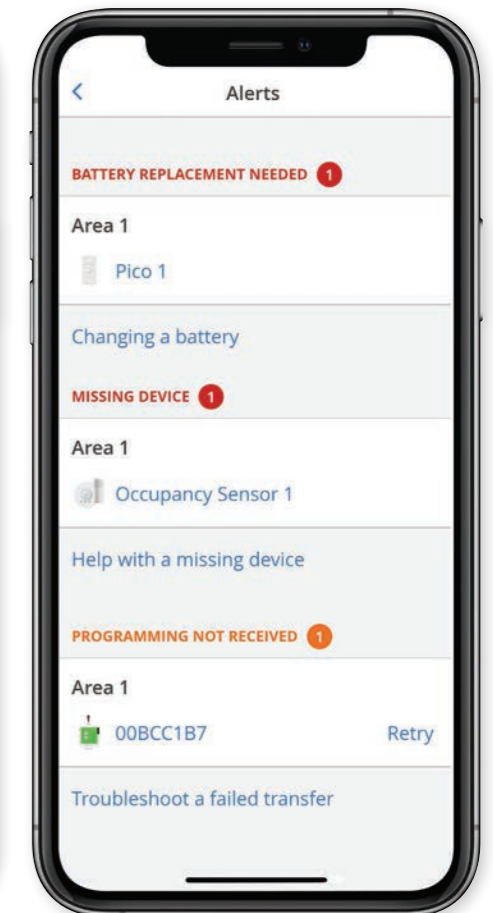 Alerts
BATTERY REPLACEMENT NEEDED 1
Area 1
Pico 1
Changing a battery
MISSING DEVICE 1
Area 1
Occupancy Sensor 1
Help with a missing device
PROGRAMMING NOT RECEIVED 1
Area 1
00BCC1B7 Retry
Troubleshoot a failed transfer